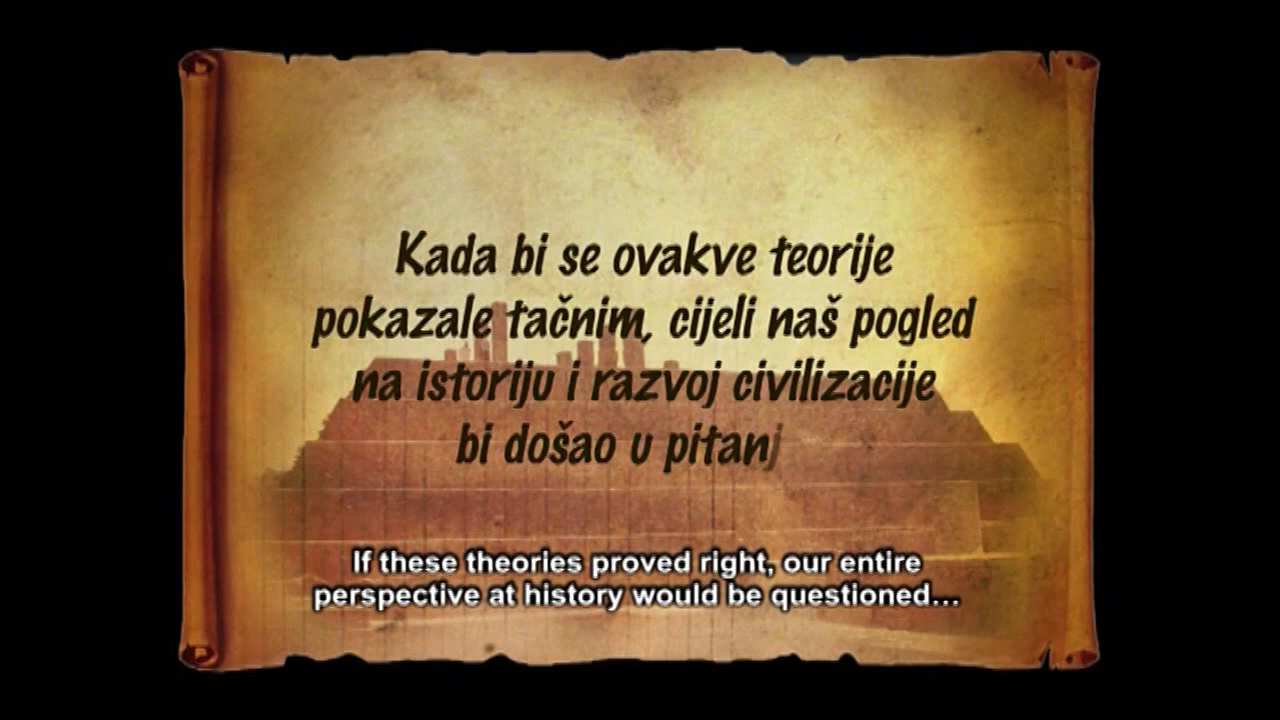 Kada bi se ovakve teorije
pokazale tačnim, cijeli naš pogled
na istoriju i razvoj civilizacije
bi došao u pitanj
If these theories proved right, our entire
perspective at history would be questioned...